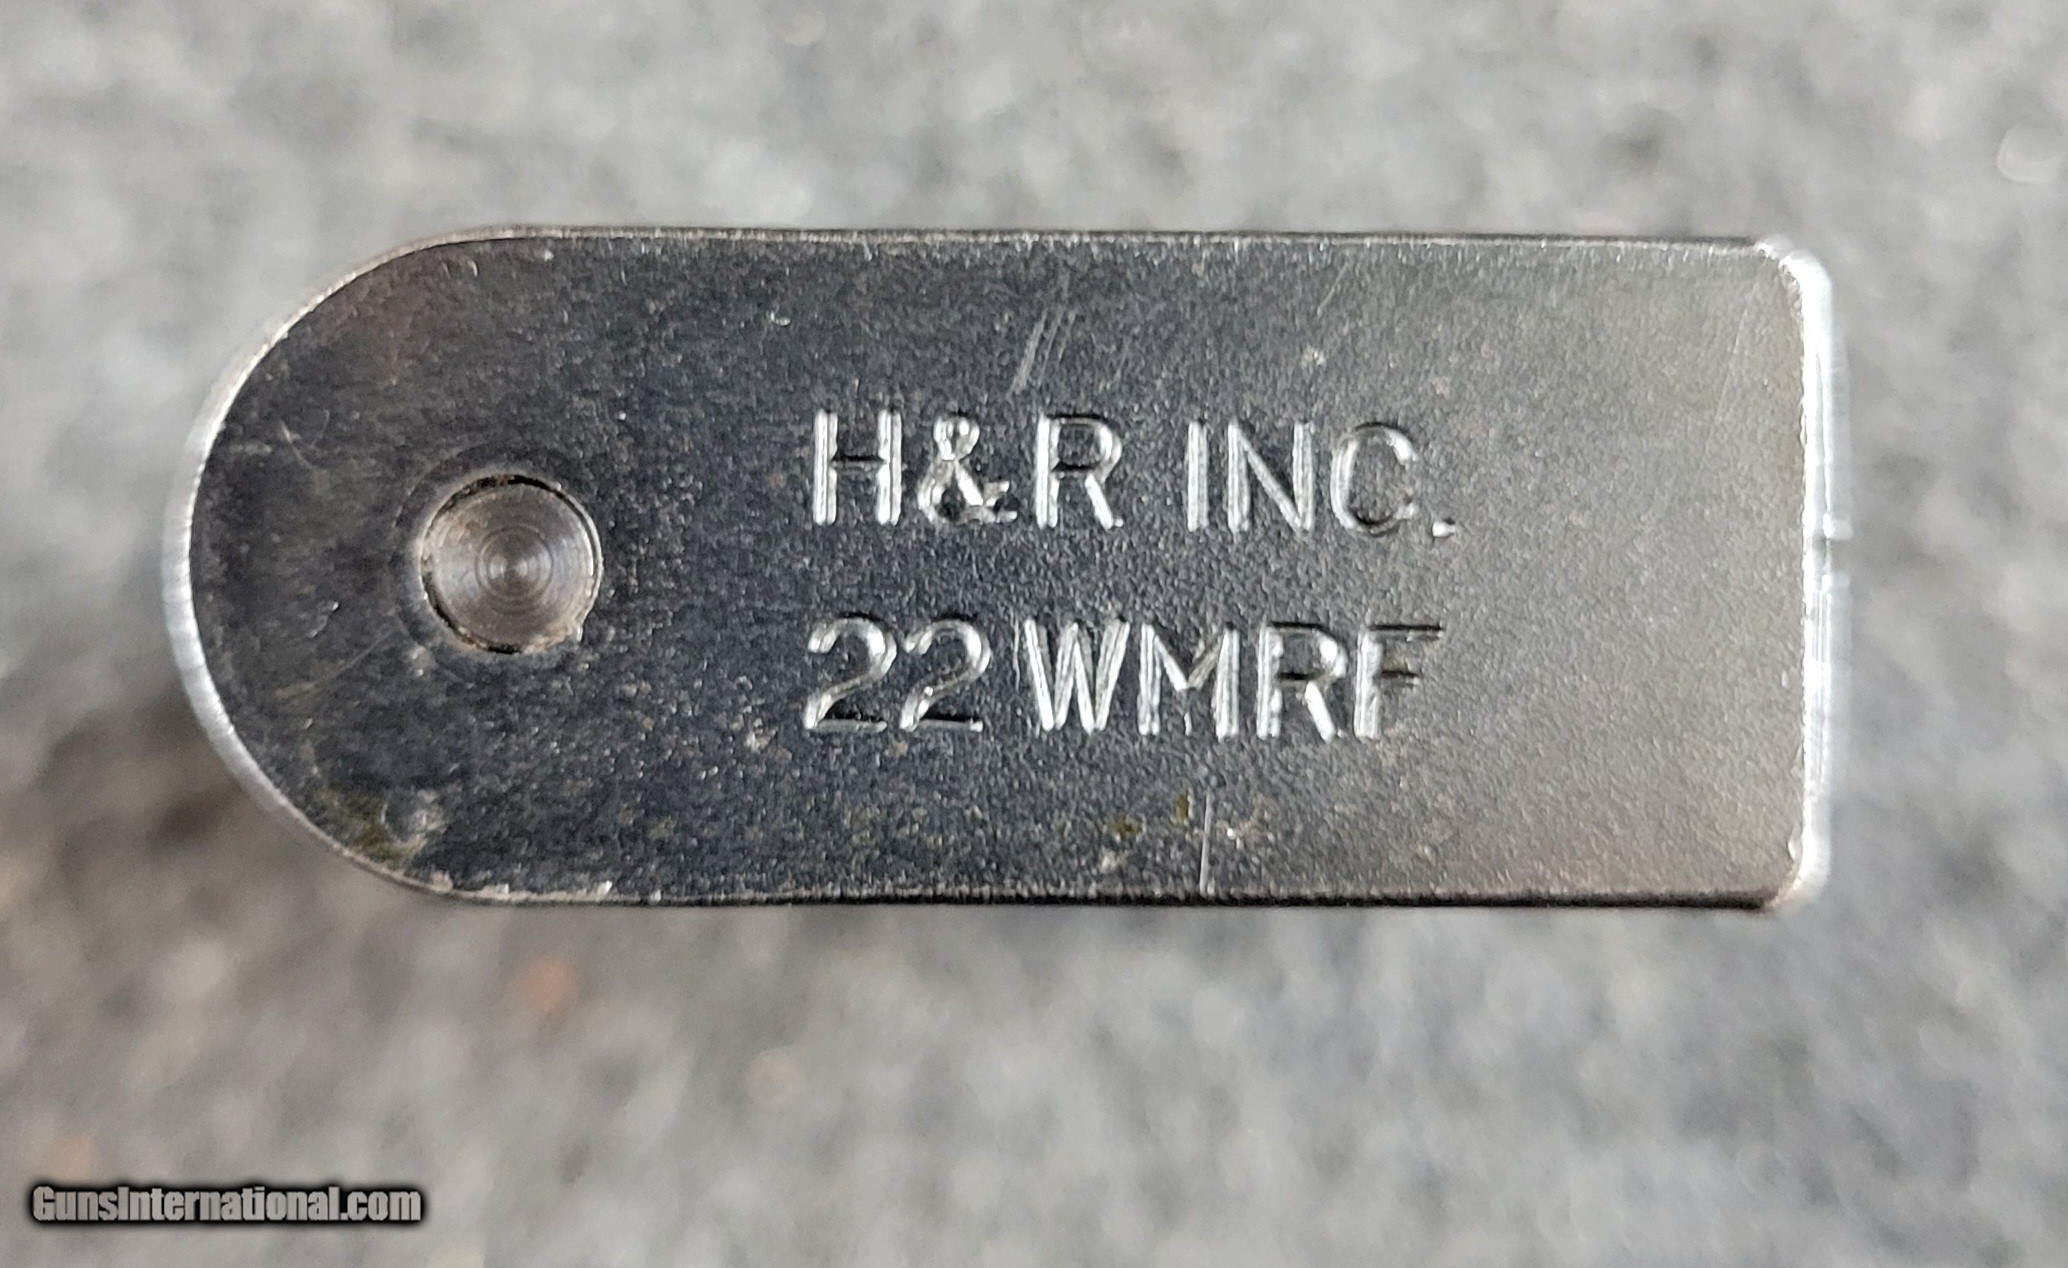 H&R INC.
22 WMRF
GunsInternational.com